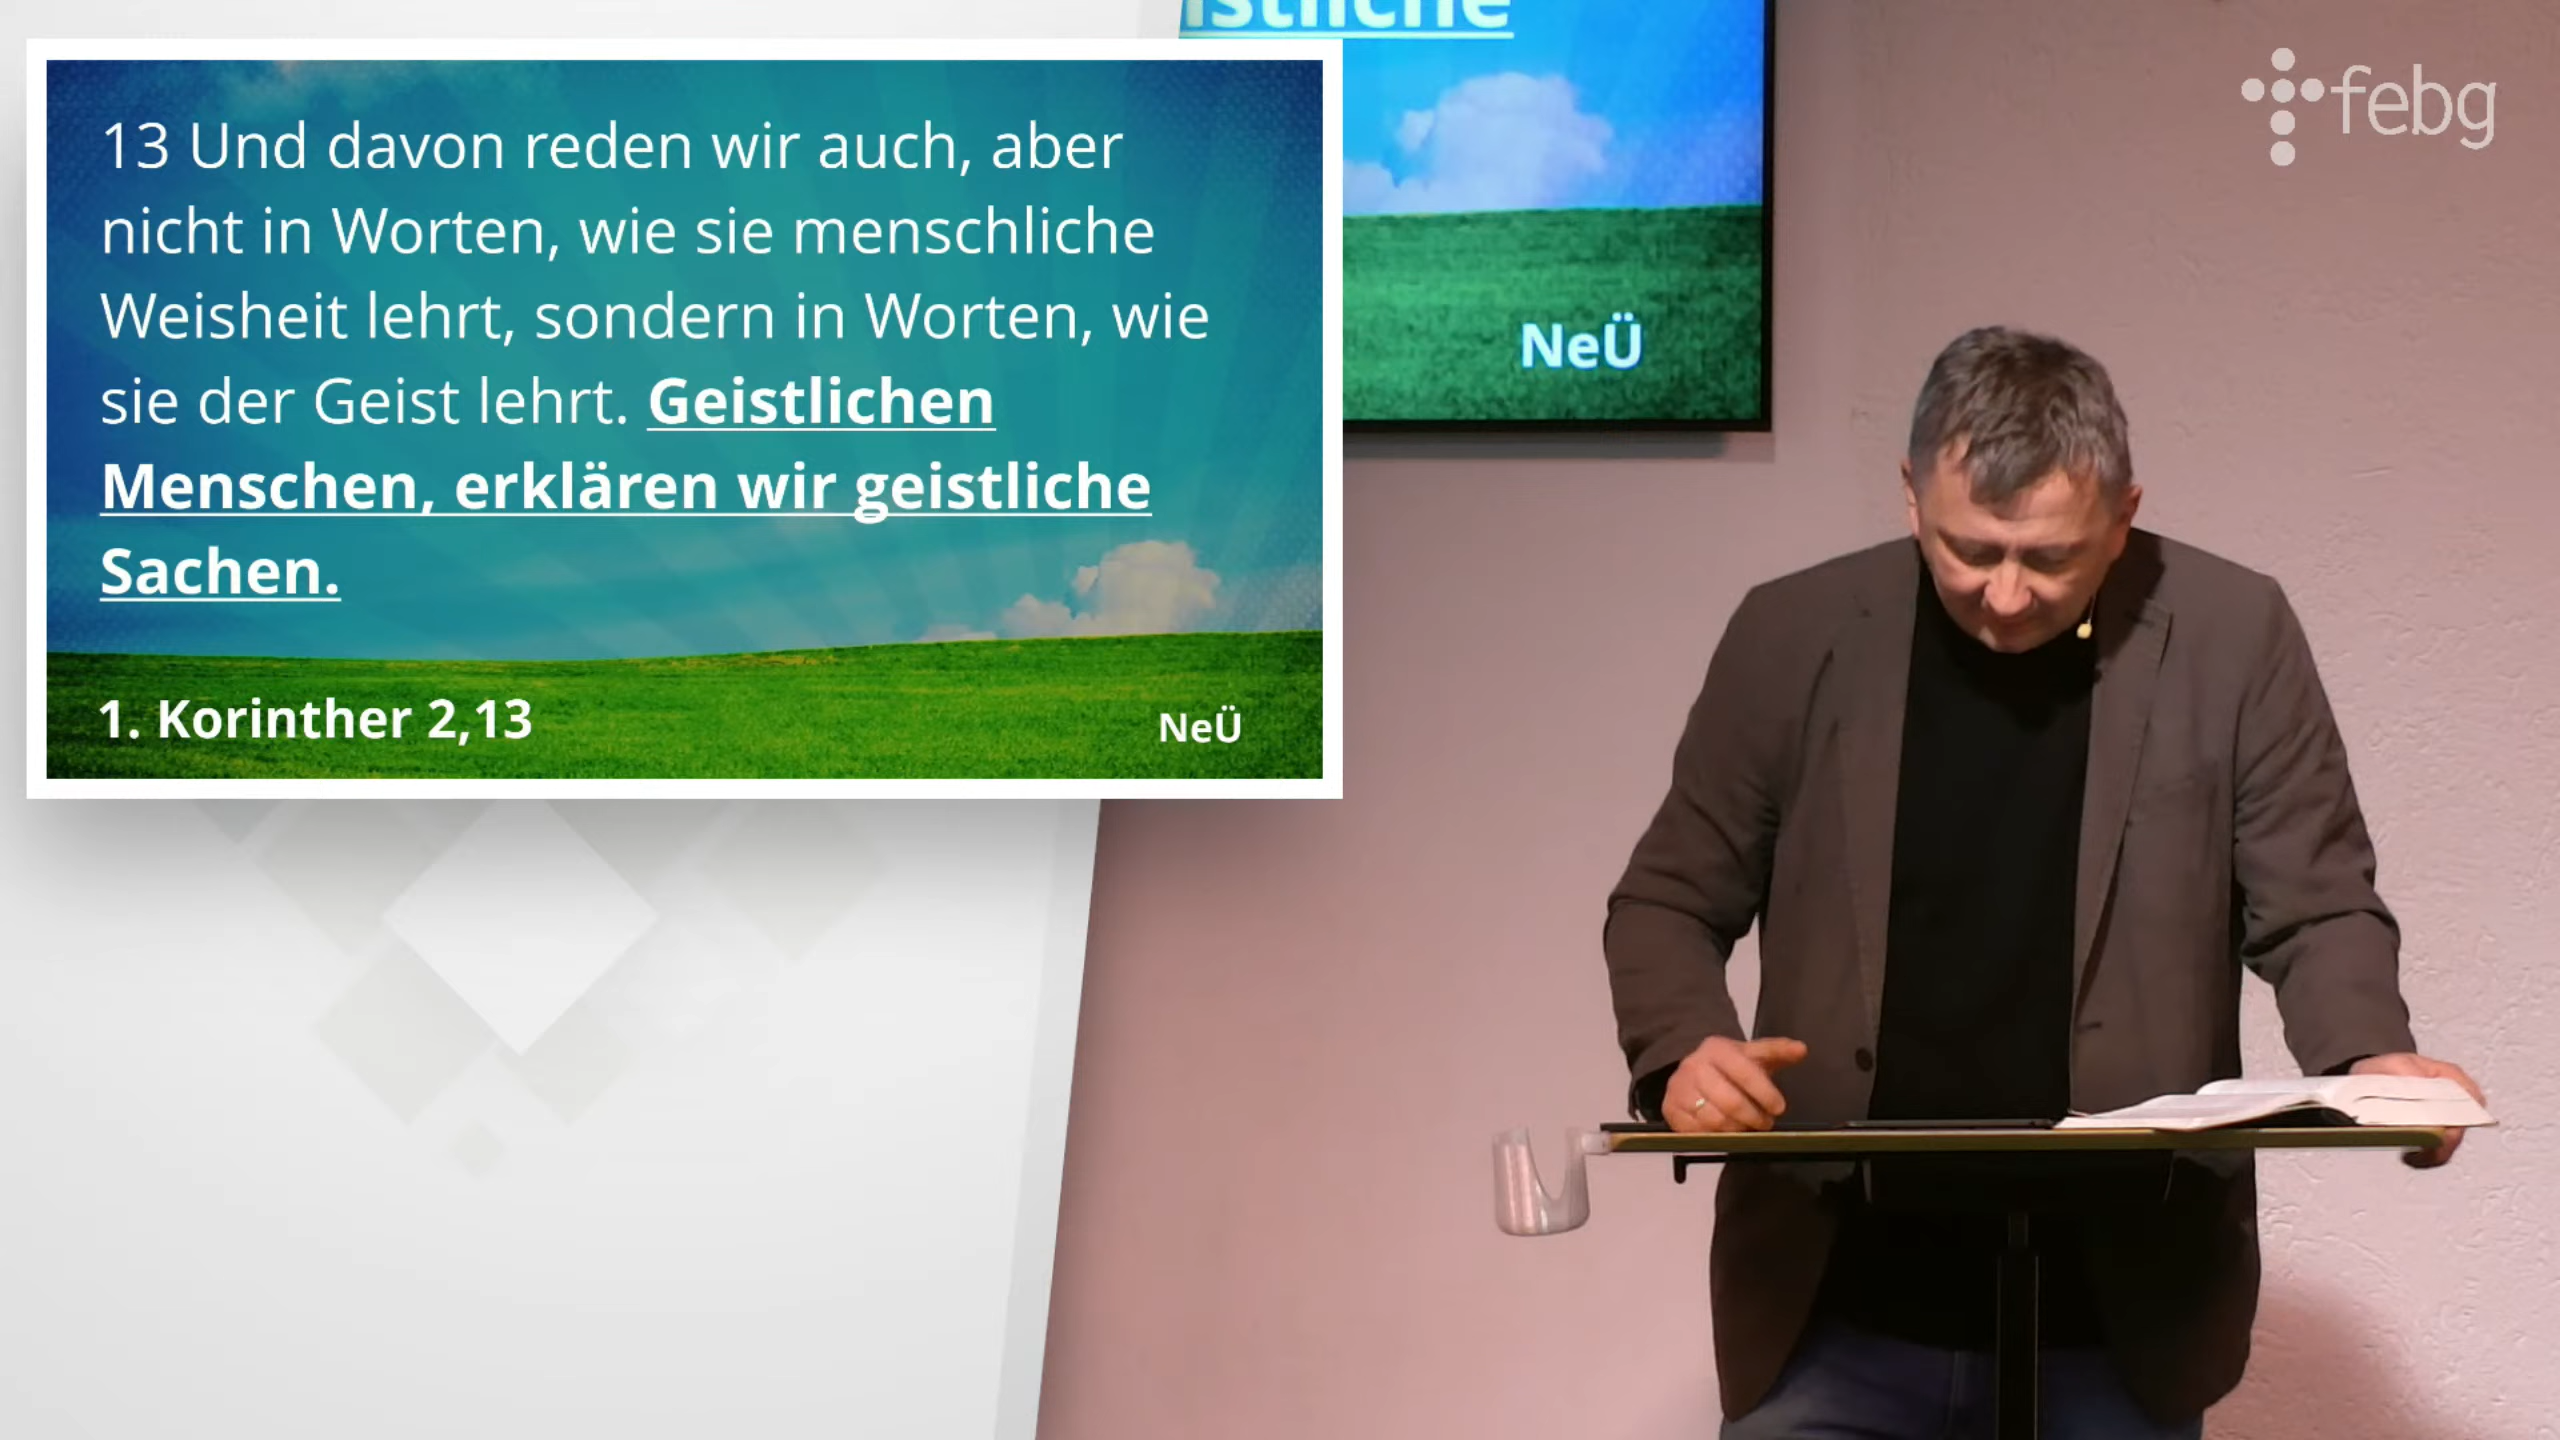 13 Und davon reden wir auch, aber
nicht in Worten, wie sie menschliche
Weisheit lehrt, sondern in Worten, wie
sie der Geist lehrt. Geistlichen
Menschen, erklären wir geistliche
Sachen.
1. Korinther 2,13
NeÜ
istliche
NeÜ
febg